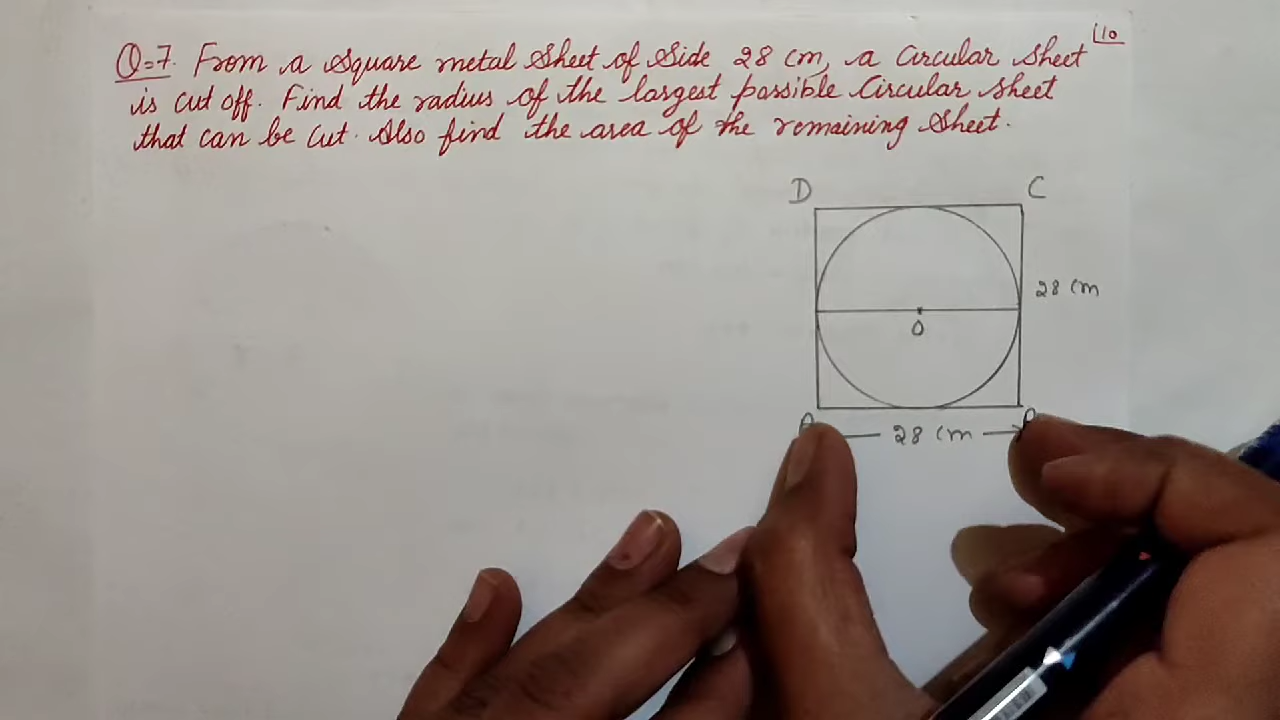 Q=7. From a square metal sheet of side 28 cm, a circular sheet
is cut off. Find the radius of the largest possible circular sheet
that can be cut. Also find the area of the remaining sheet.
D
C
28 cm
O
28 cm